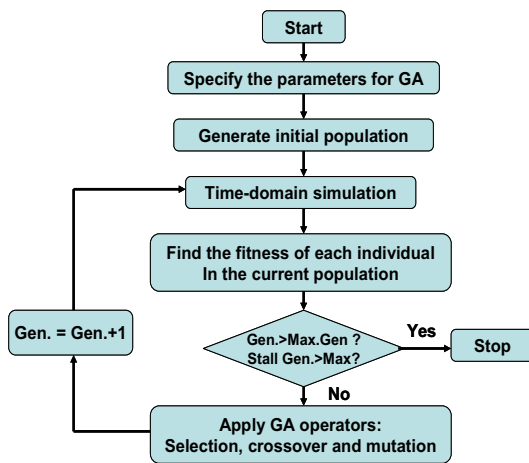 Start
Specify the parameters for GA
Generate initial population
Time-domain simulation
Find the fitness of each individual
In the current population
Gen. = Gen.+1
Gen.>Max.Gen ?
Stall Gen.>Max?
Yes
Stop
No
Apply GA operators:
Selection, crossover and mutation